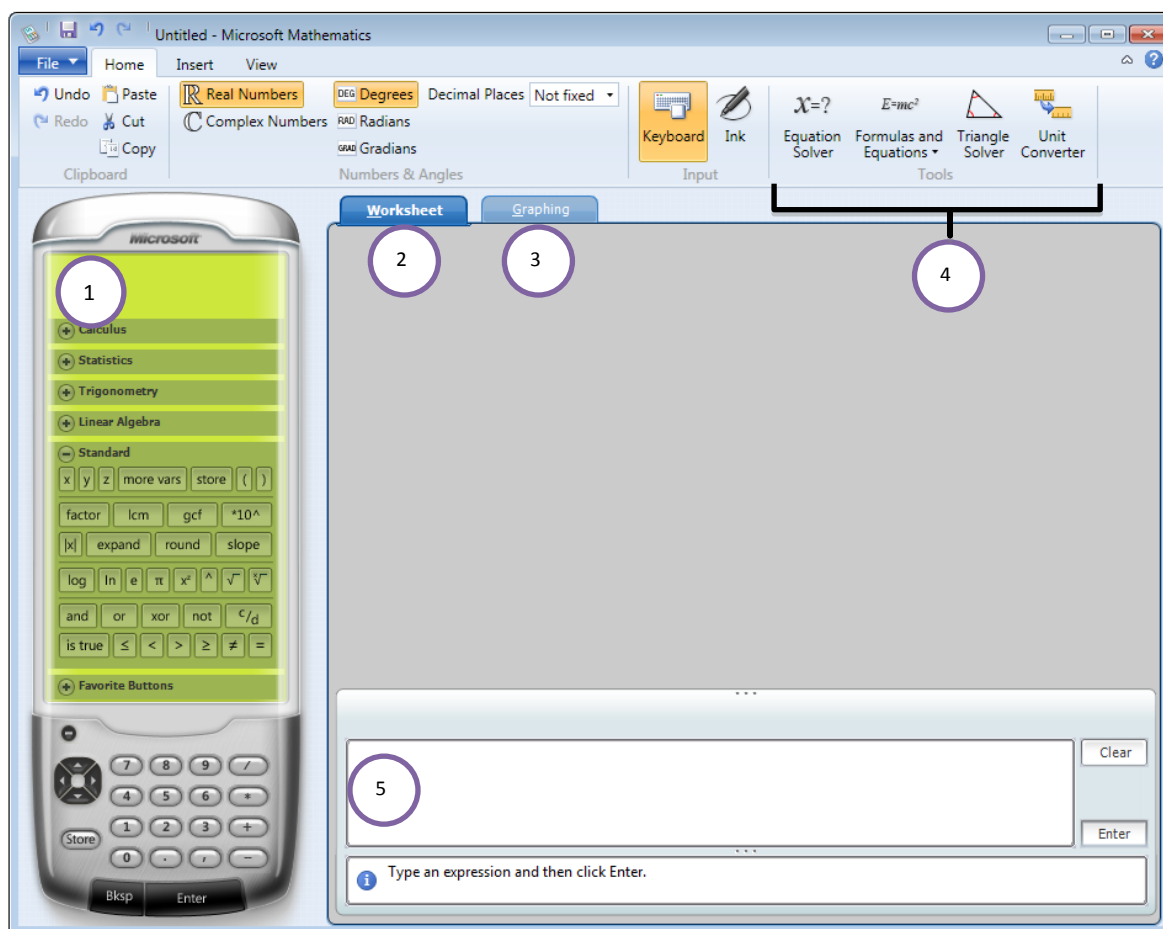 Untitled - Microsoft Mathematics
File Home Insert View
Undo Paste Real Numbers DEG Degrees Decimal Places Not fixed
Redo Cut Complex Numbers RAD Radians
Copy GRAD Gradians
Keyboard Ink
X=? E=mc²
Equation Solver Formulas and Equations Triangle Solver Unit Converter
Clipboard Numbers & Angles Input Tools
Worksheet Graphing
Microsoft
1
2
3
4
Calculus
Statistics
Trigonometry
Linear Algebra
Standard
x y z more vars store ( )
factor lcm gcf *10^
|x| expand round slope
log ln e π x² ^ √ ∛
and or xor not c/d
is true ≤ < > ≥ ≠ =
Favorite Buttons
7 8 9 /
4 5 6 *
Store 1 2 3 +
0 . , −
Bksp Enter
5
Clear
Enter
Type an expression and then click Enter.